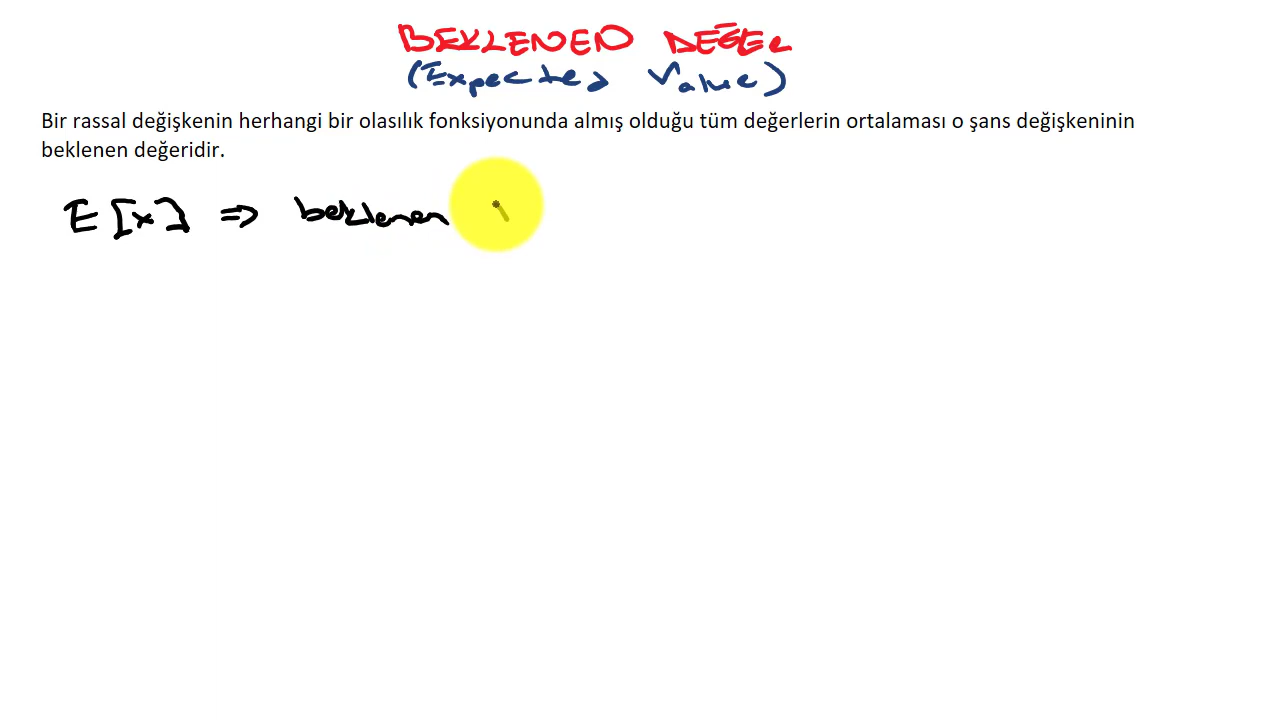 BEKLENEN DEĞER
(Expected Value)
Bir rassal değişkenin herhangi bir olasılık fonksiyonunda almış olduğu tüm değerlerin ortalaması o şans değişkeninin
beklenen değeridir.
E[x] ⇒ beklenen